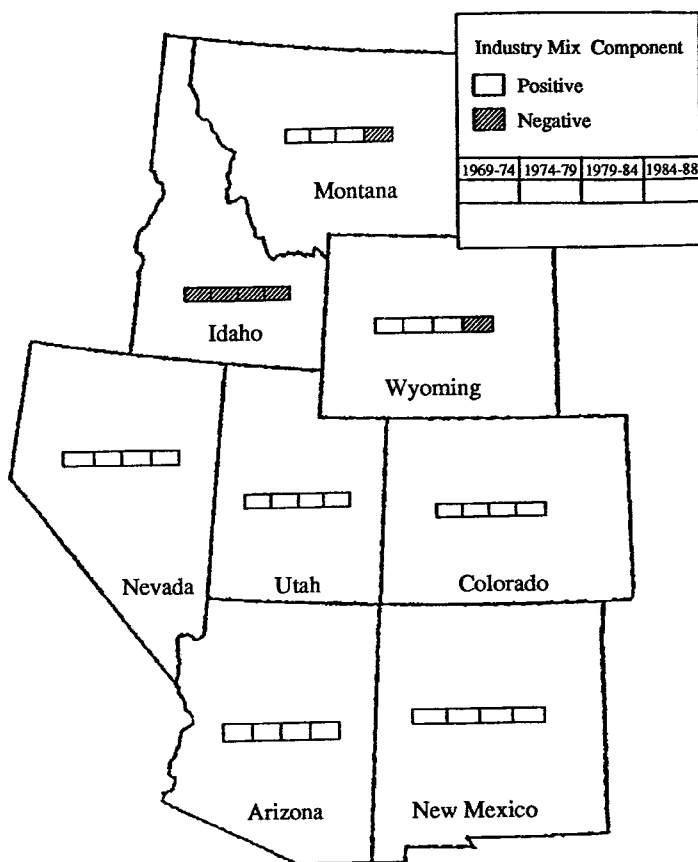 Industry Mix Component
Positive
Negative
1969-74 1974-79 1979-84 1984-88
Montana
Idaho
Wyoming
Nevada
Utah
Colorado
Arizona
New Mexico